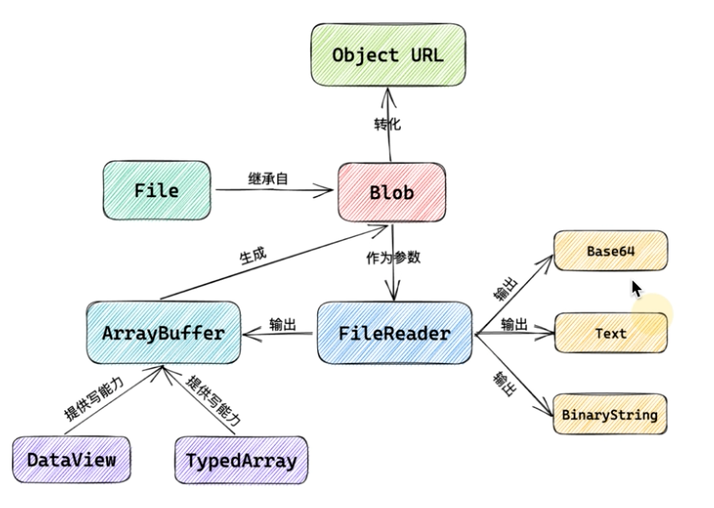 Object URL
转化
File
继承自
Blob
生成
作为参数
Base64
输出
ArrayBuffer
输出
FileReader
输出
Text
输出
BinaryString
提供写能力
提供写能力
DataView
TypedArray